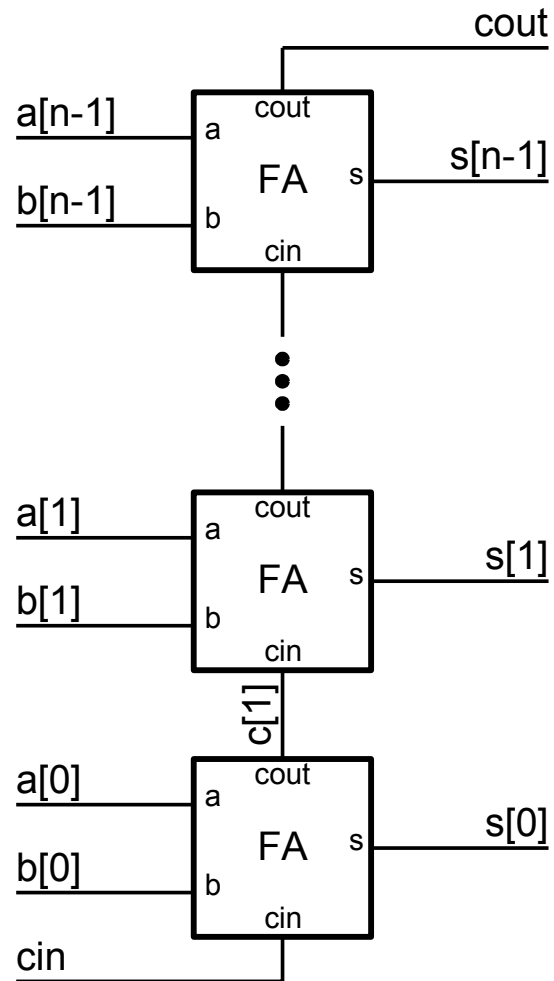 cout
cout
a[n-1]
a
FA
s
s[n-1]
b[n-1]
b
cin
cout
a[1]
a
FA
s
s[1]
b[1]
b
cin
c[1]
cout
a[0]
a
FA
s
s[0]
b[0]
b
cin
cin